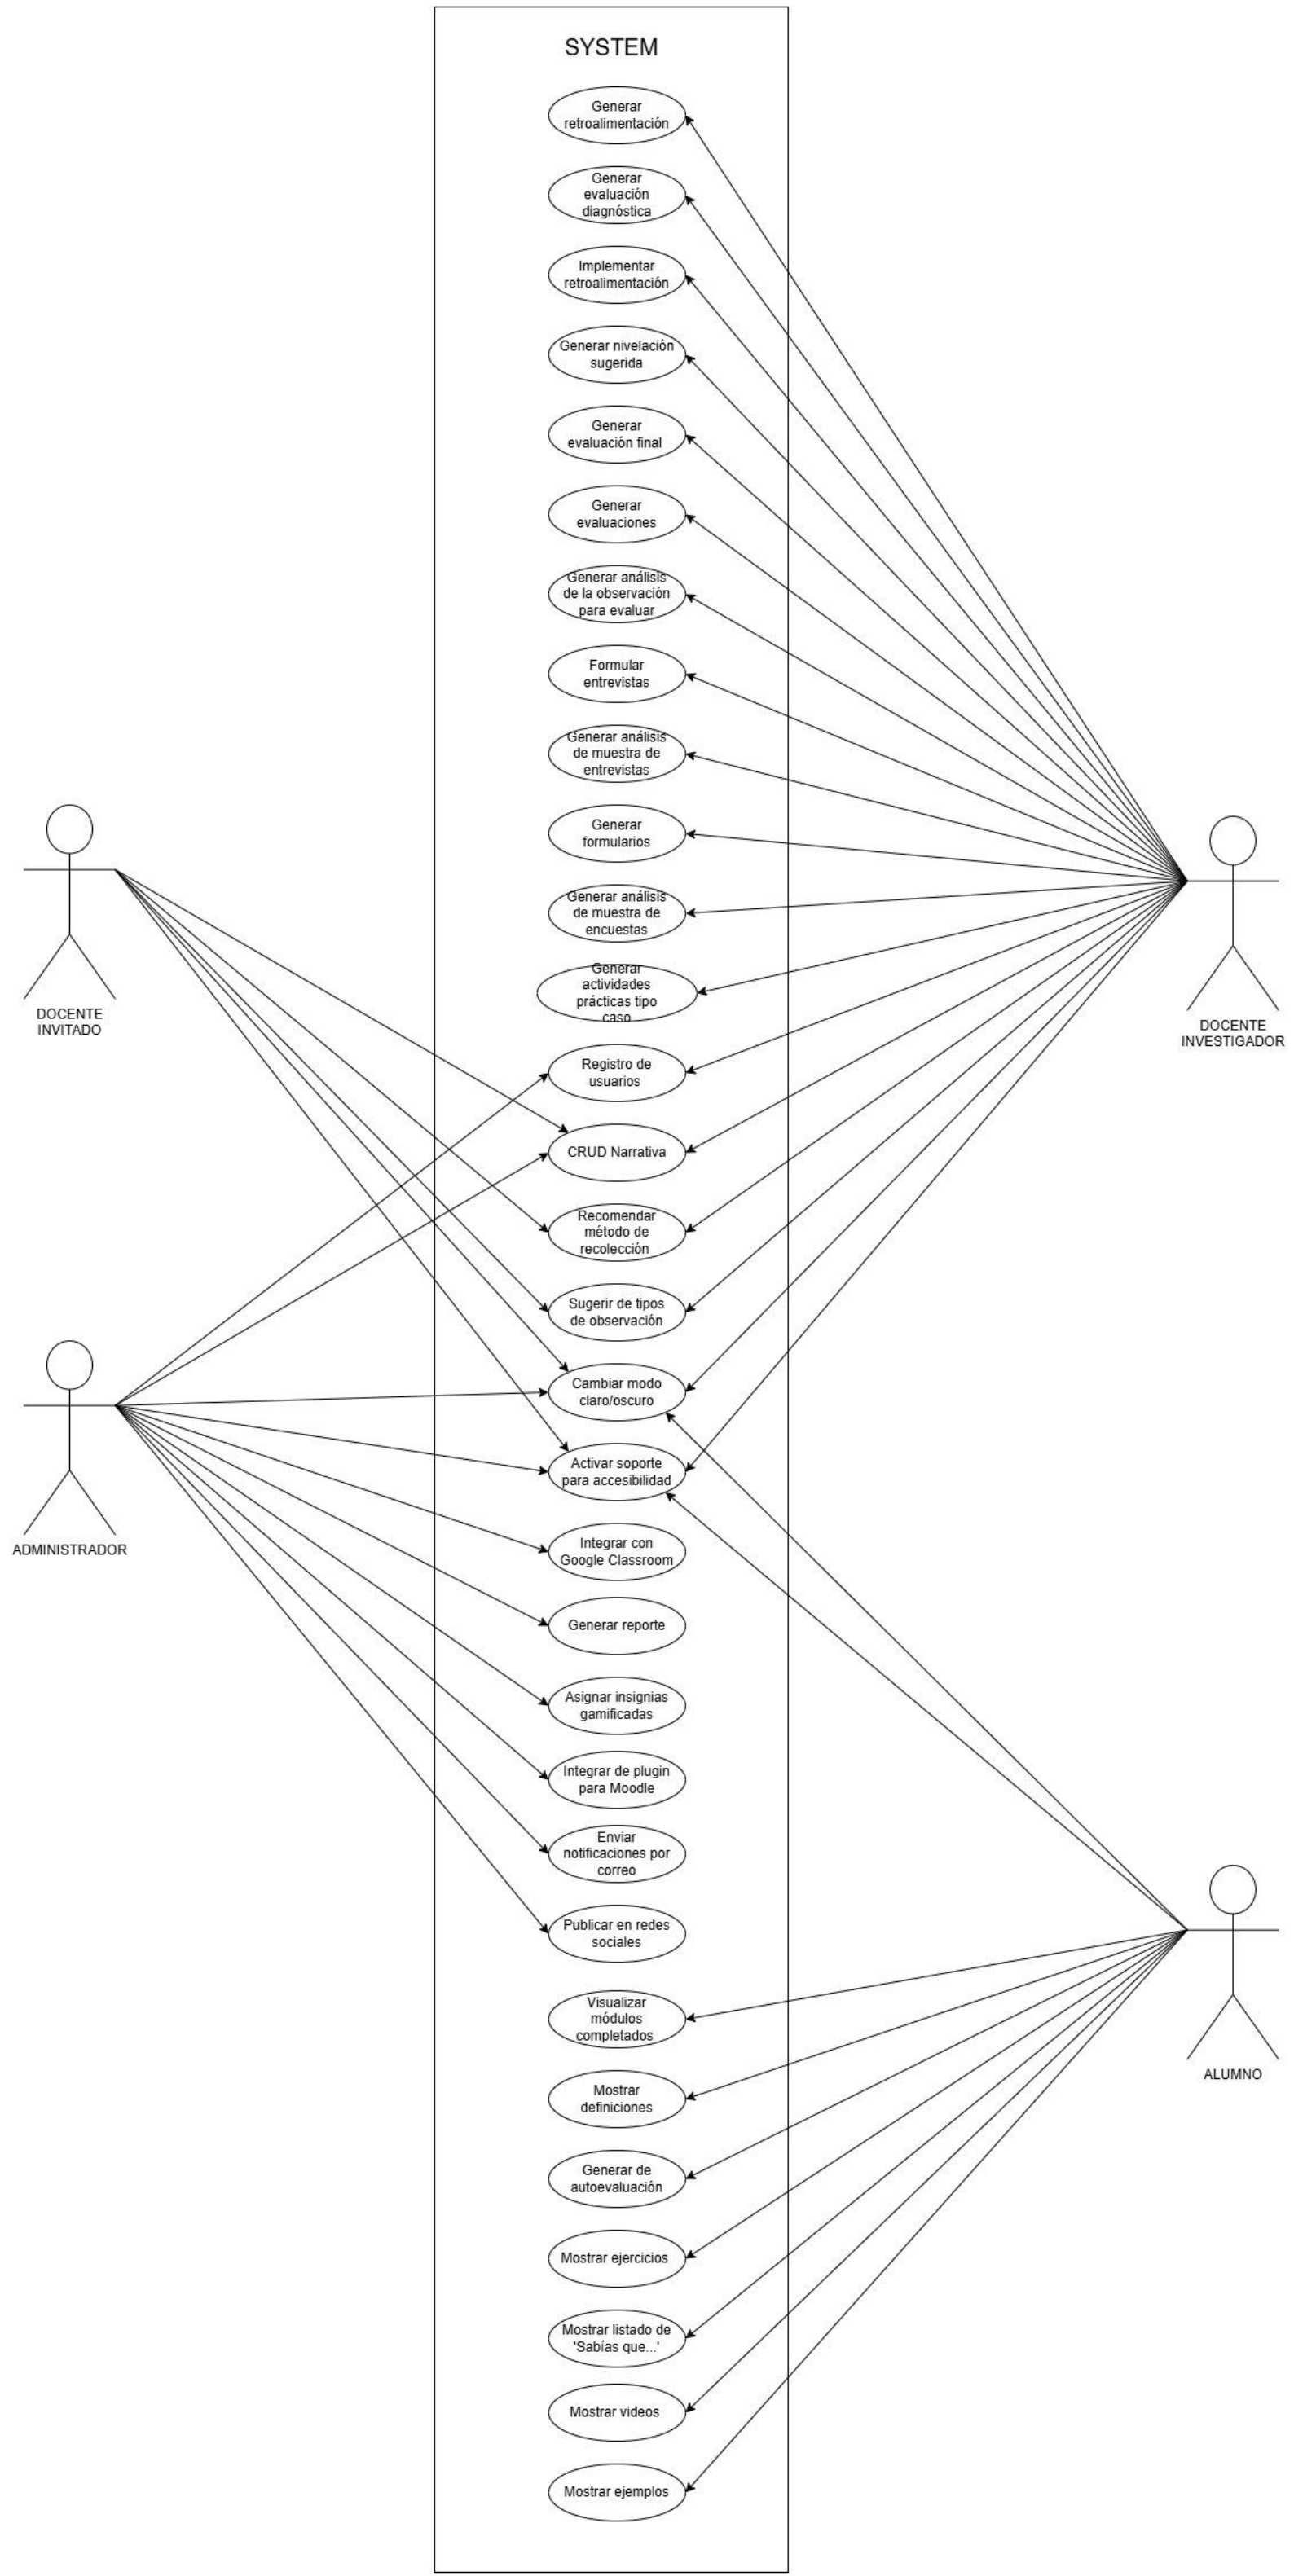 SYSTEM
Generar
retroalimentación
Generar
evaluación
diagnóstica
Implementar
retroalimentación
Generar nivelación
sugerida
Generar
evaluación final
Generar
evaluaciones
Generar análisis
de la observación
para evaluar
Formular
entrevistas
Generar análisis
de muestra de
entrevistas
Generar
formularios
Generar análisis
de muestra de
encuestas
Generar
actividades
prácticas tipo
caso
DOCENTE
INVITADO
DOCENTE
INVESTIGADOR
Registro de
usuarios
CRUD Narrativa
Recomendar
método de
recolección
Sugerir de tipos
de observación
Cambiar modo
claro/oscuro
Activar soporte
para accesibilidad
ADMINISTRADOR
Integrar con
Google Classroom
Generar reporte
Asignar insignias
gamificadas
Integrar de plugin
para Moodle
Enviar
notificaciones por
correo
Publicar en redes
sociales
Visualizar
módulos
completados
ALUMNO
Mostrar
definiciones
Generar de
autoevaluación
Mostrar ejercicios
Mostrar listado de
'Sabías que...'
Mostrar videos
Mostrar ejemplos